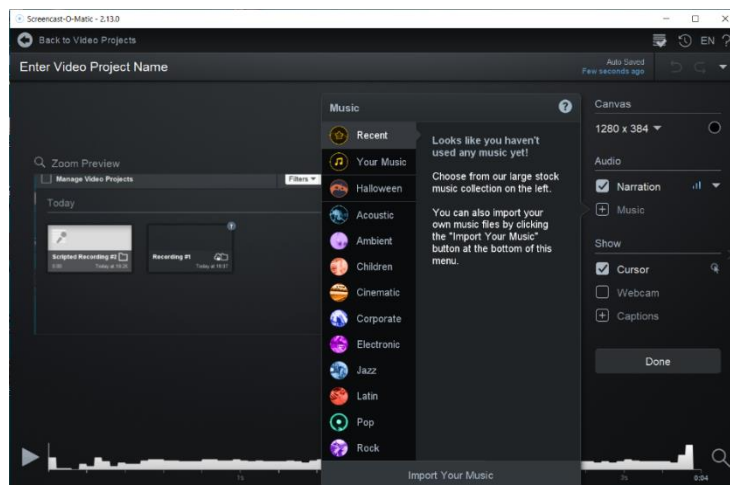 Screencast-O-Matic - 2.13.0
Back to Video Projects
EN ?
Enter Video Project Name
Auto Saved
Few seconds ago
Music
?
Recent
Your Music
Halloween
Acoustic
Ambient
Children
Cinematic
Corporate
Electronic
Jazz
Latin
Pop
Rock
Looks like you haven't
used any music yet!
Choose from our large stock
music collection on the left.
You can also import your
own music files by clicking
the "Import Your Music"
button at the bottom of this
menu.
Import Your Music
Zoom Preview
Manage Video Projects
Filters
Today
Scripted Recording #2
Recording #1
Canvas
1280 x 384
Audio
Narration
Music
Show
Cursor
Webcam
Captions
Done
1s
0:04